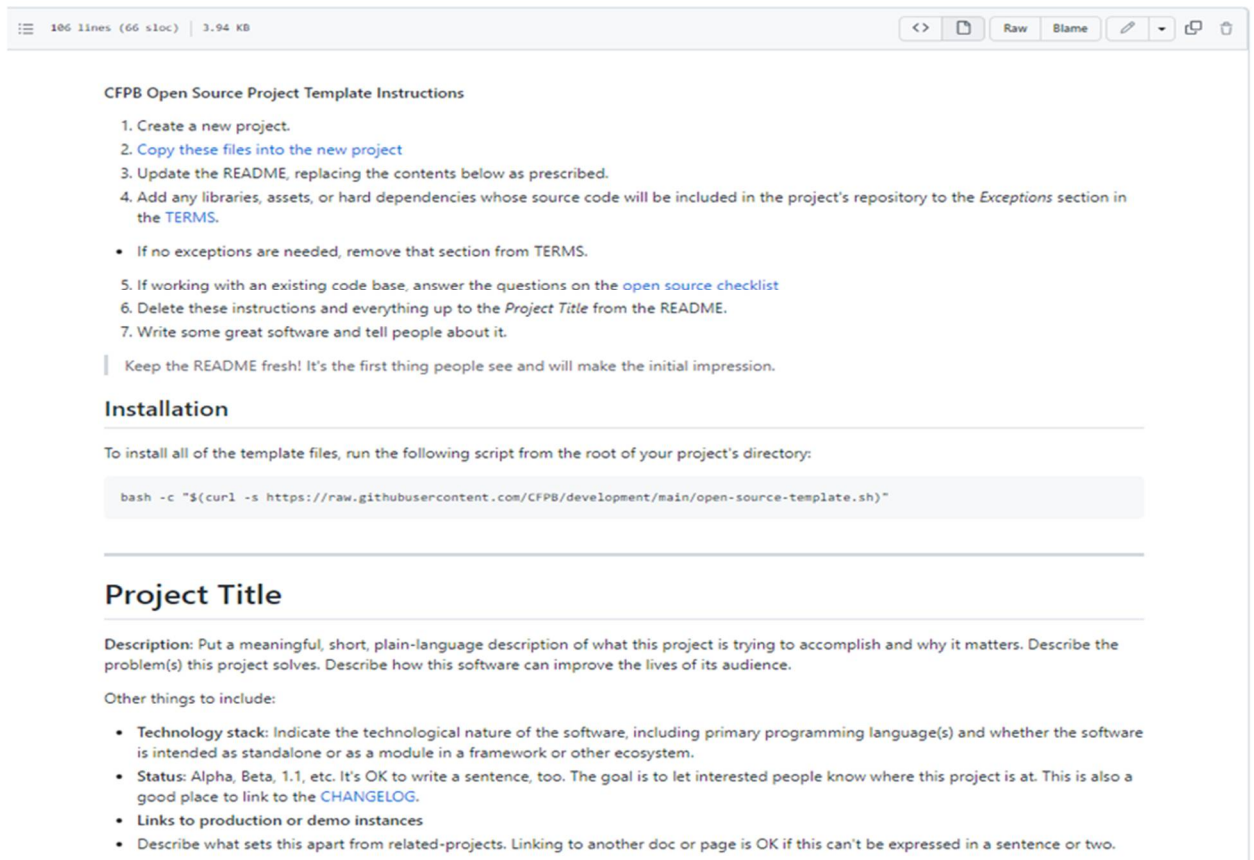 106 lines (66 sloc) | 3.94 KB
<> Raw Blame
CFPB Open Source Project Template Instructions
1. Create a new project.
2. Copy these files into the new project
3. Update the README, replacing the contents below as prescribed.
4. Add any libraries, assets, or hard dependencies whose source code will be included in the project's repository to the Exceptions section in
the TERMS.
• If no exceptions are needed, remove that section from TERMS.
5. If working with an existing code base, answer the questions on the open source checklist
6. Delete these instructions and everything up to the Project Title from the README.
7. Write some great software and tell people about it.
Keep the README fresh! It's the first thing people see and will make the initial impression.
Installation
To install all of the template files, run the following script from the root of your project's directory:
bash -c "$(curl -s https://raw.githubusercontent.com/CFPB/development/main/open-source-template.sh)"
Project Title
Description: Put a meaningful, short, plain-language description of what this project is trying to accomplish and why it matters. Describe the
problem(s) this project solves. Describe how this software can improve the lives of its audience.
Other things to include:
• Technology stack: Indicate the technological nature of the software, including primary programming language(s) and whether the software
is intended as standalone or as a module in a framework or other ecosystem.
• Status: Alpha, Beta, 1.1, etc. It's OK to write a sentence, too. The goal is to let interested people know where this project is at. This is also a
good place to link to the CHANGELOG.
• Links to production or demo instances
• Describe what sets this apart from related-projects. Linking to another doc or page is OK if this can't be expressed in a sentence or two.